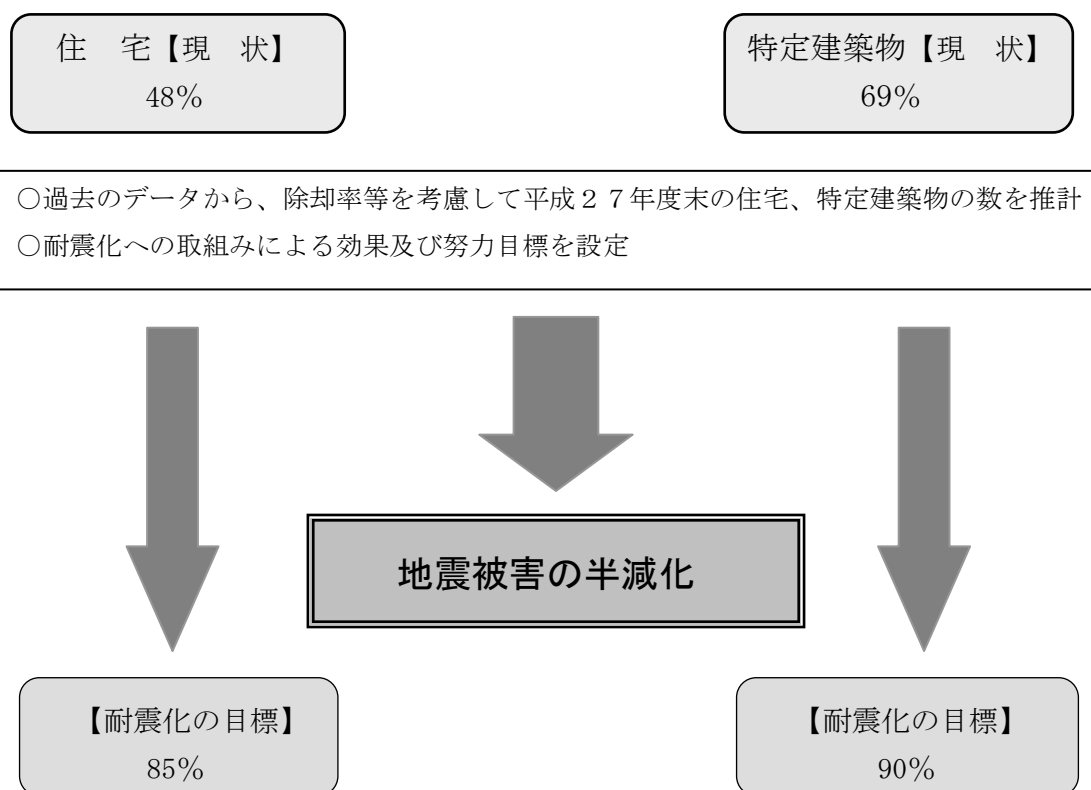 住　宅【現　状】
48%
特定建築物【現　状】
69%
○過去のデータから、除却率等を考慮して平成２７年度末の住宅、特定建築物の数を推計
○耐震化への取組みによる効果及び努力目標を設定
地震被害の半減化
【耐震化の目標】
85%
【耐震化の目標】
90%